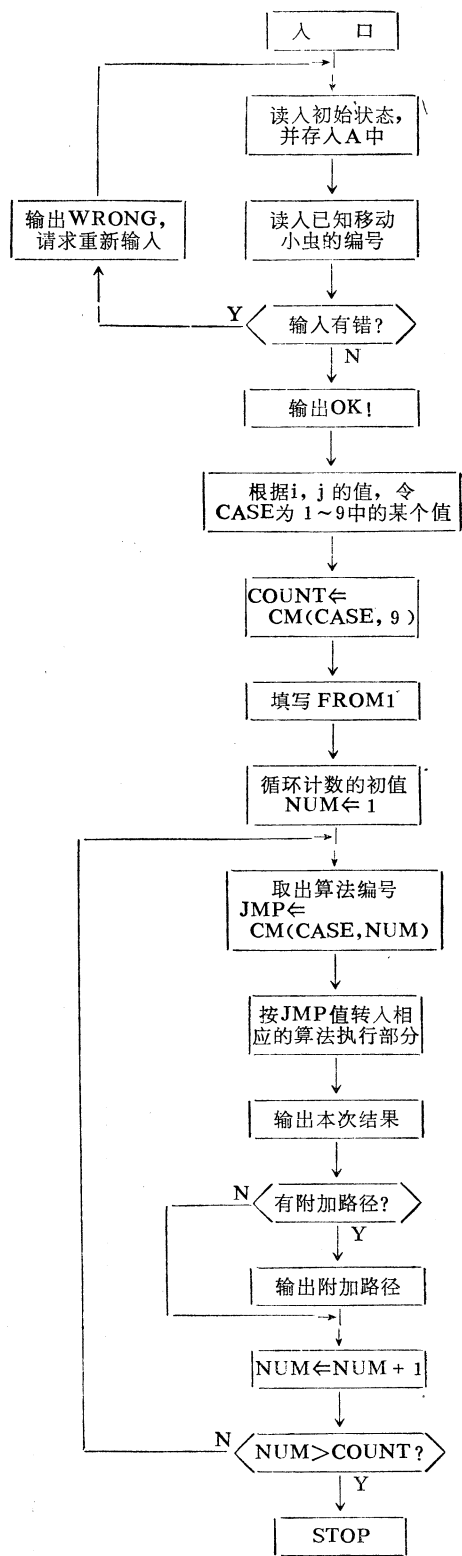 入 口
读入初始状态，
并存入A中
输出WRONG，
请求重新输入
读入已知移动
小虫的编号
Y
输入有错？
N
输出OK！
根据i，j的值，令
CASE为 1～9中的某个值
COUNT⇐
CM(CASE，9)
填写 FROM1
循环计数的初值
NUM⇐1
取出算法编号
JMP⇐
CM(CASE,NUM)
按JMP值转入相
应的算法执行部分
输出本次结果
N
有附加路径？
Y
输出附加路径
NUM⇐NUM + 1
N
NUM>COUNT？
Y
STOP